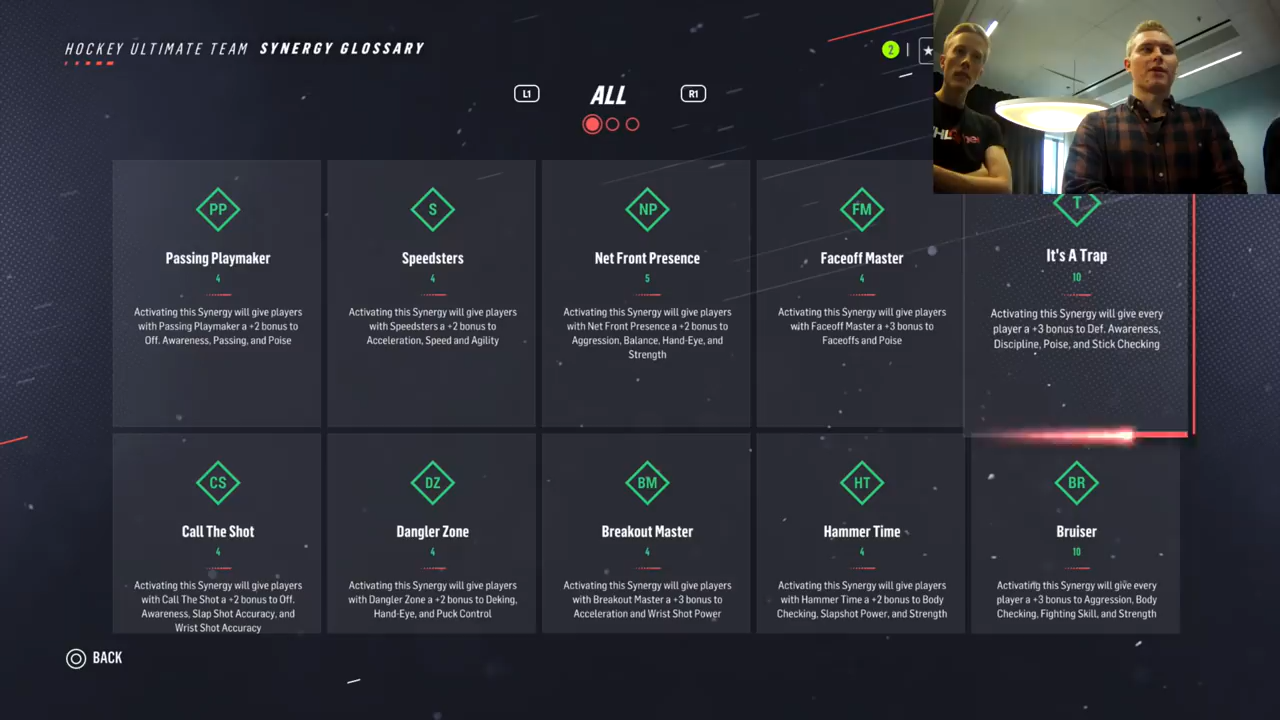 HOCKEY ULTIMATE TEAM SYNERGY GLOSSARY
2
L1
ALL
R1
PP
Passing Playmaker
4
Activating this Synergy will give players
with Passing Playmaker a +2 bonus to
Off. Awareness, Passing, and Poise
S
Speedsters
4
Activating this Synergy will give players
with Speedsters a +2 bonus to
Acceleration, Speed and Agility
NP
Net Front Presence
5
Activating this Synergy will give players
with Net Front Presence a +2 bonus to
Aggression, Balance, Hand-Eye, and
Strength
FM
Faceoff Master
4
Activating this Synergy will give players
with Faceoff Master a +3 bonus to
Faceoffs and Poise
T
It's A Trap
10
Activating this Synergy will give every
player a +3 bonus to Def. Awareness,
Discipline, Poise, and Stick Checking
CS
Call The Shot
4
Activating this Synergy will give players
with Call The Shot a +2 bonus to Off.
Awareness, Slap Shot Accuracy, and
Wrist Shot Accuracy
DZ
Dangler Zone
4
Activating this Synergy will give players
with Dangler Zone a +2 bonus to Deking,
Hand-Eye, and Puck Control
BM
Breakout Master
4
Activating this Synergy will give players
with Breakout Master a +3 bonus to
Acceleration and Wrist Shot Power
HT
Hammer Time
4
Activating this Synergy will give players
with Hammer Time a +2 bonus to Body
Checking, Slapshot Power, and Strength
BR
Bruiser
10
Activating this Synergy will give every
player a +3 bonus to Aggression, Body
Checking, Fighting Skill, and Strength
BACK